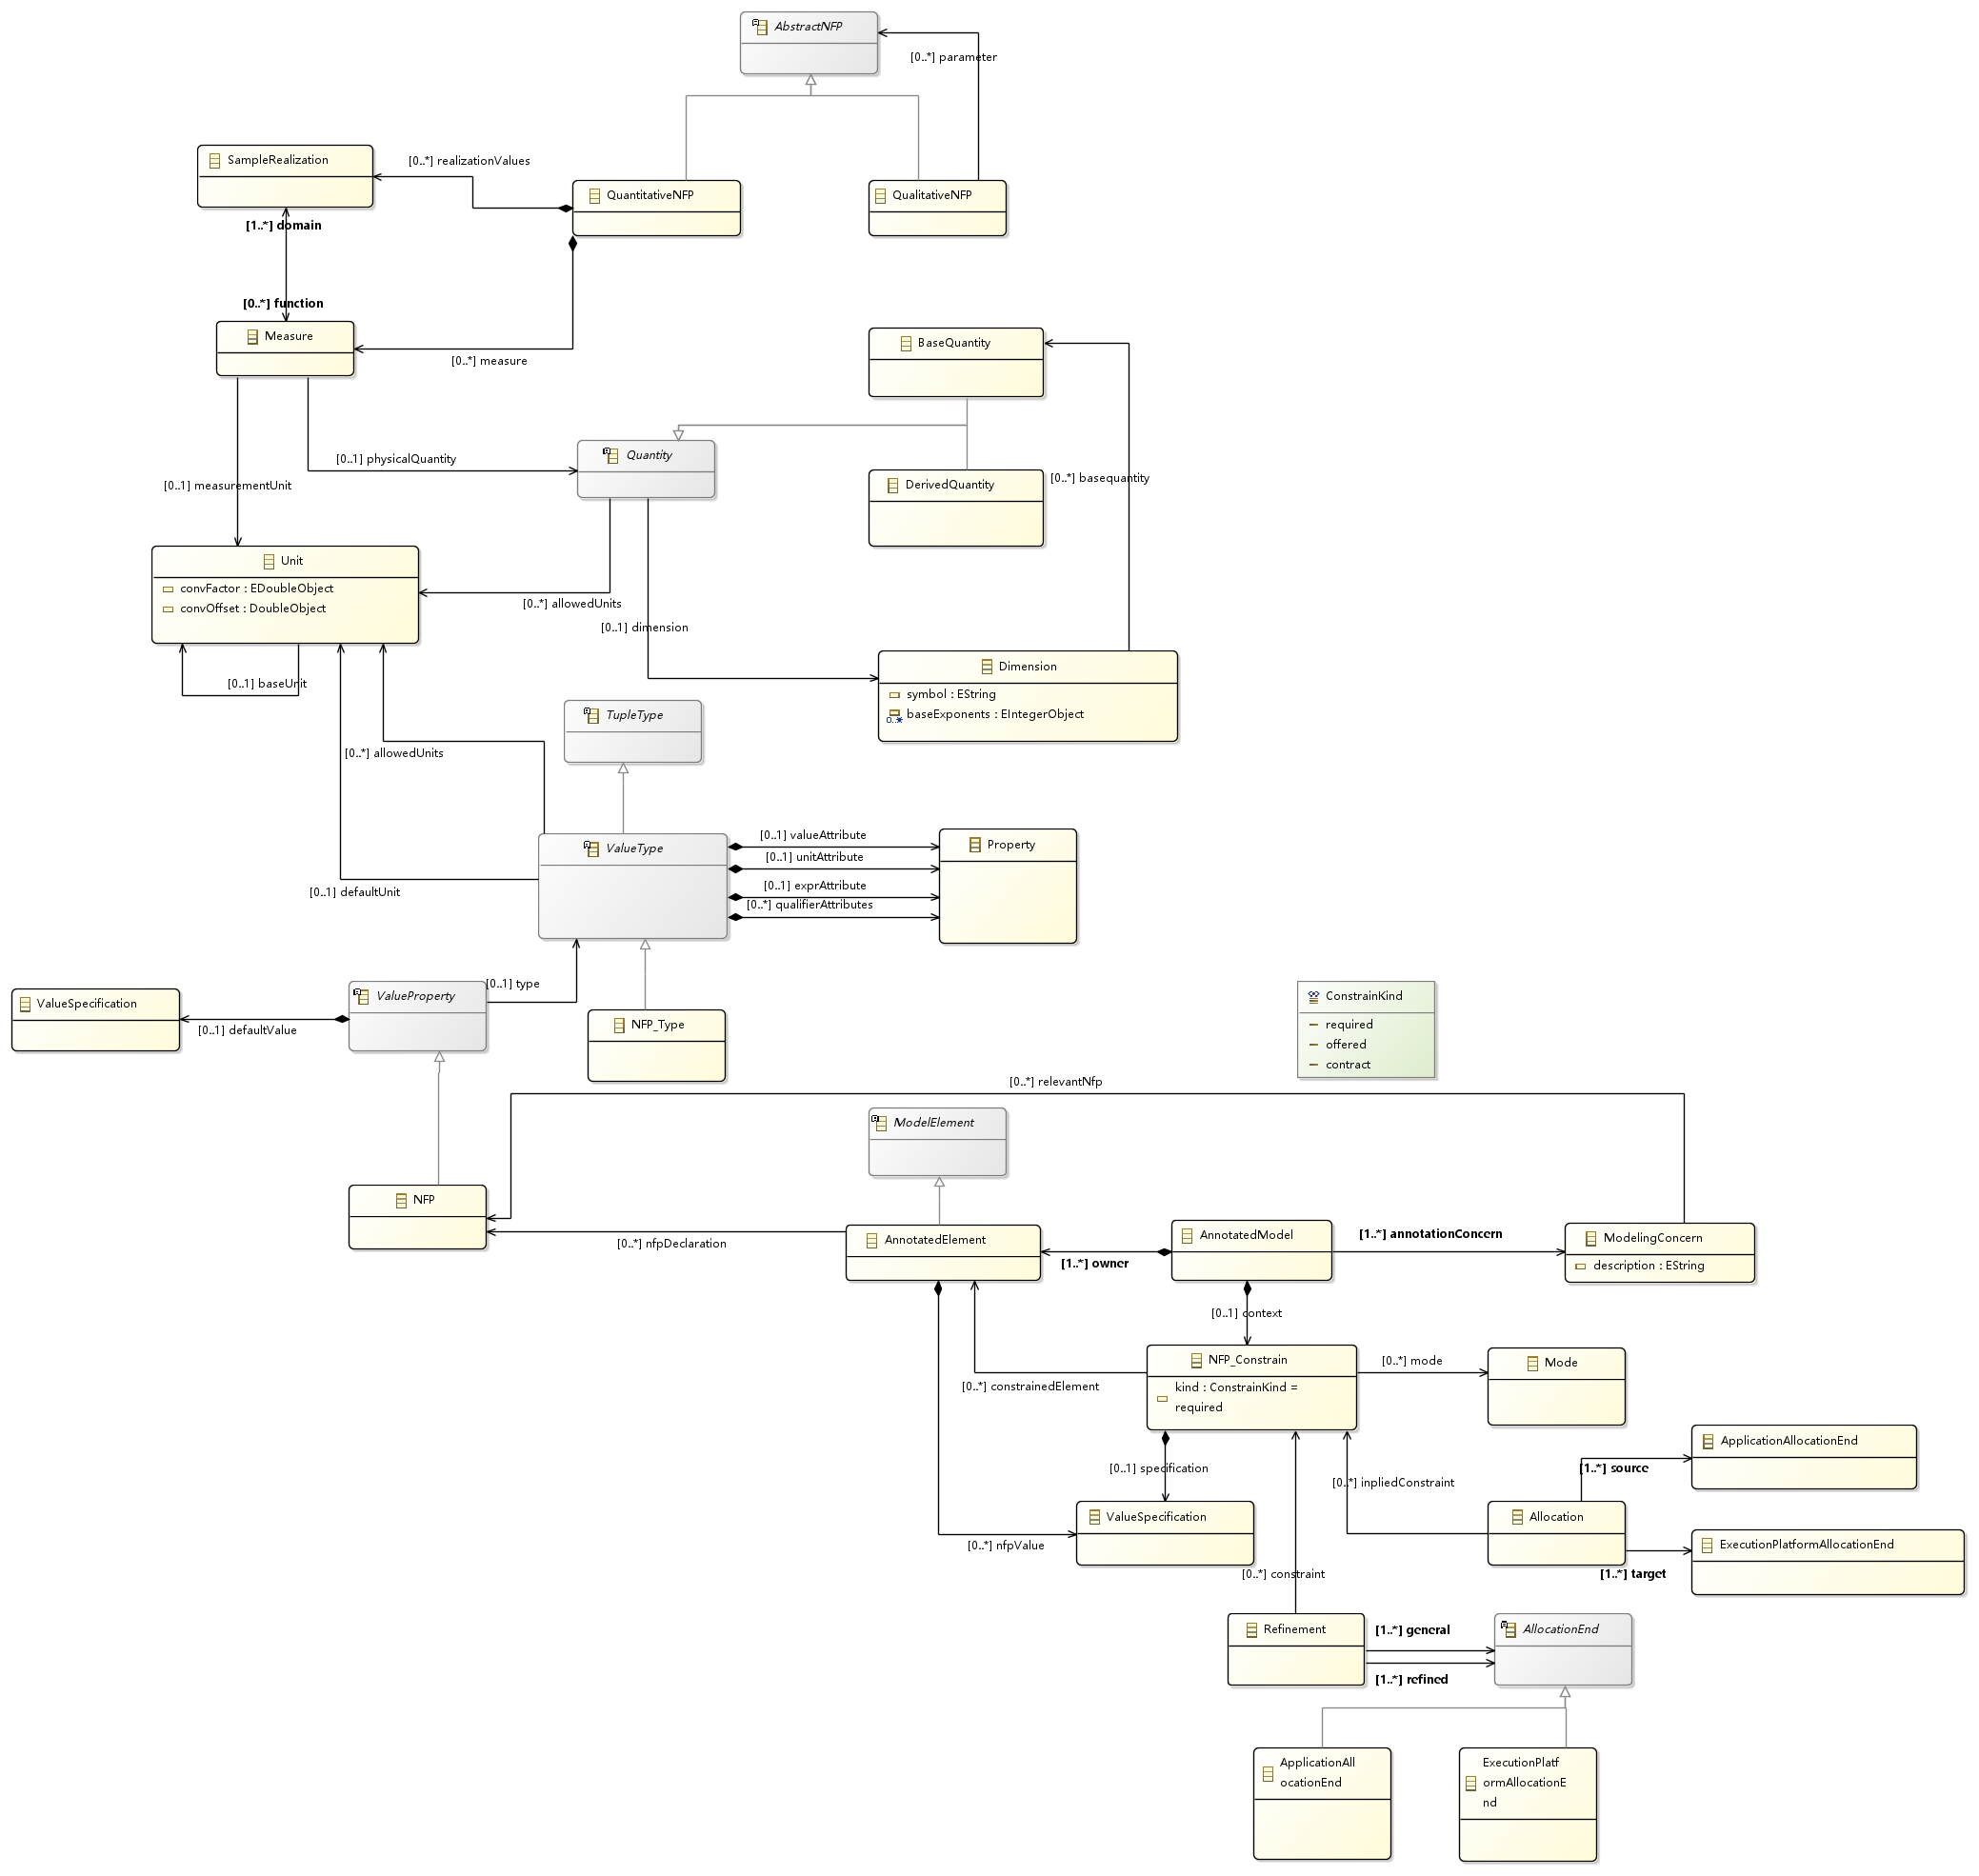 AbstractNFP
[0..*] parameter
SampleRealization
[0..*] realizationValues
QuantitativeNFP
QualitativeNFP
[1..*] domain
[0..*] function
Measure
[0..*] measure
BaseQuantity
Quantity
[0..1] physicalQuantity
[0..*] basequantity
DerivedQuantity
[0..1] measurementUnit
Unit
convFactor : EDoubleObject
convOffset : DoubleObject
[0..*] allowedUnits
[0..1] dimension
[0..1] baseUnit
Dimension
symbol : EString
baseExponents : EIntegerObject
0..*
TupleType
[0..*] allowedUnits
ValueType
[0..1] valueAttribute
[0..1] unitAttribute
[0..1] exprAttribute
[0..*] qualifierAttributes
Property
[0..1] defaultUnit
[0..1] type
ValueSpecification
[0..1] defaultValue
ValueProperty
NFP_Type
ConstrainKind
required
offered
contract
[0..*] relevantNfp
ModelElement
NFP
[0..*] nfpDeclaration
AnnotatedElement
[1..*] owner
AnnotatedModel
[1..*] annotationConcern
ModelingConcern
description : EString
[0..1] context
NFP_Constrain
kind : ConstrainKind =
required
[0..*] mode
Mode
[0..*] constrainedElement
ApplicationAllocationEnd
[1..*] source
[0..1] specification
[0..*] inpliedConstraint
ValueSpecification
Allocation
[0..*] nfpValue
ExecutionPlatformAllocationEnd
[1..*] target
[0..*] constraint
Refinement
[1..*] general
[1..*] refined
AllocationEnd
ApplicationAll
ocationEnd
ExecutionPlatf
ormAllocationE
nd